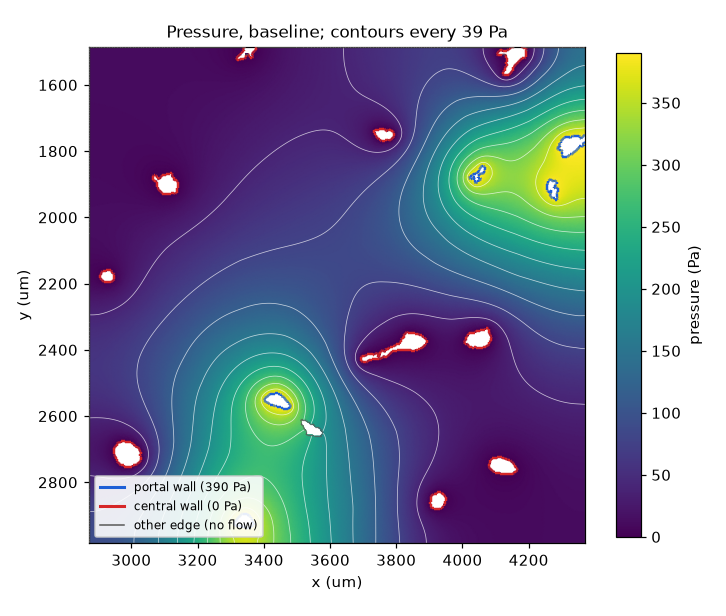 Pressure, baseline; contours every 39 Pa
1600
1800
2000
2200
2400
2600
2800
y (um)
3000 3200 3400 3600 3800 4000 4200
x (um)
portal wall (390 Pa)
central wall (0 Pa)
other edge (no flow)
350
300
250
200
150
100
50
0
pressure (Pa)